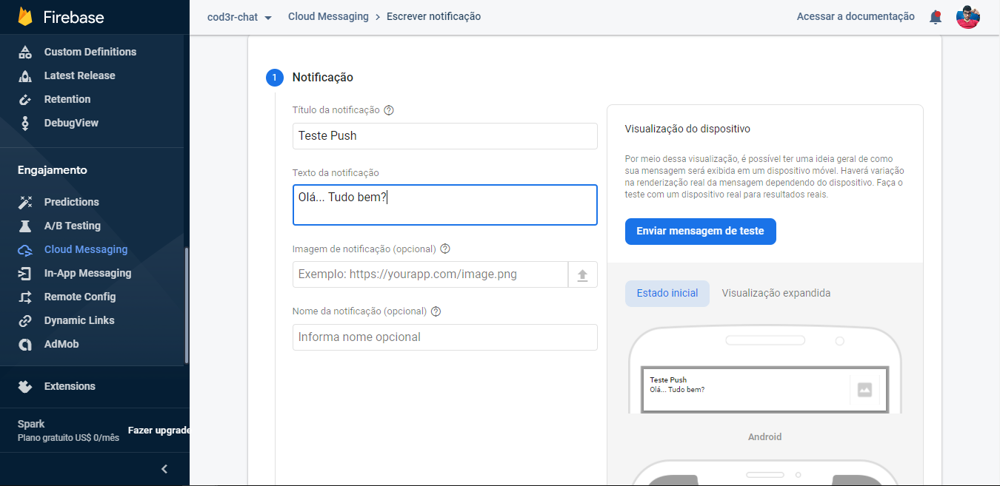 Firebase
Custom Definitions
Latest Release
Retention
DebugView
Engajamento
Predictions
A/B Testing
Cloud Messaging
In-App Messaging
Remote Config
Dynamic Links
AdMob
Extensions
Spark
Plano gratuito US$ 0/mês
Fazer upgrade
cod3r-chat
Cloud Messaging > Escrever notificação
Acessar a documentação
1 Notificação
Título da notificação ?
Teste Push
Texto da notificação
Olá... Tudo bem?
Imagem de notificação (opcional) ?
Exemplo: https://yourapp.com/image.png
Nome da notificação (opcional) ?
Informa nome opcional
Visualização do dispositivo
Por meio dessa visualização, é possível ter uma ideia geral de como
sua mensagem será exibida em um dispositivo móvel. Haverá variação
na renderização real da mensagem dependendo do dispositivo. Faça o
teste com um dispositivo real para resultados reais.
Enviar mensagem de teste
Estado inicial
Visualização expandida
Teste Push
Olá... Tudo bem?
Android